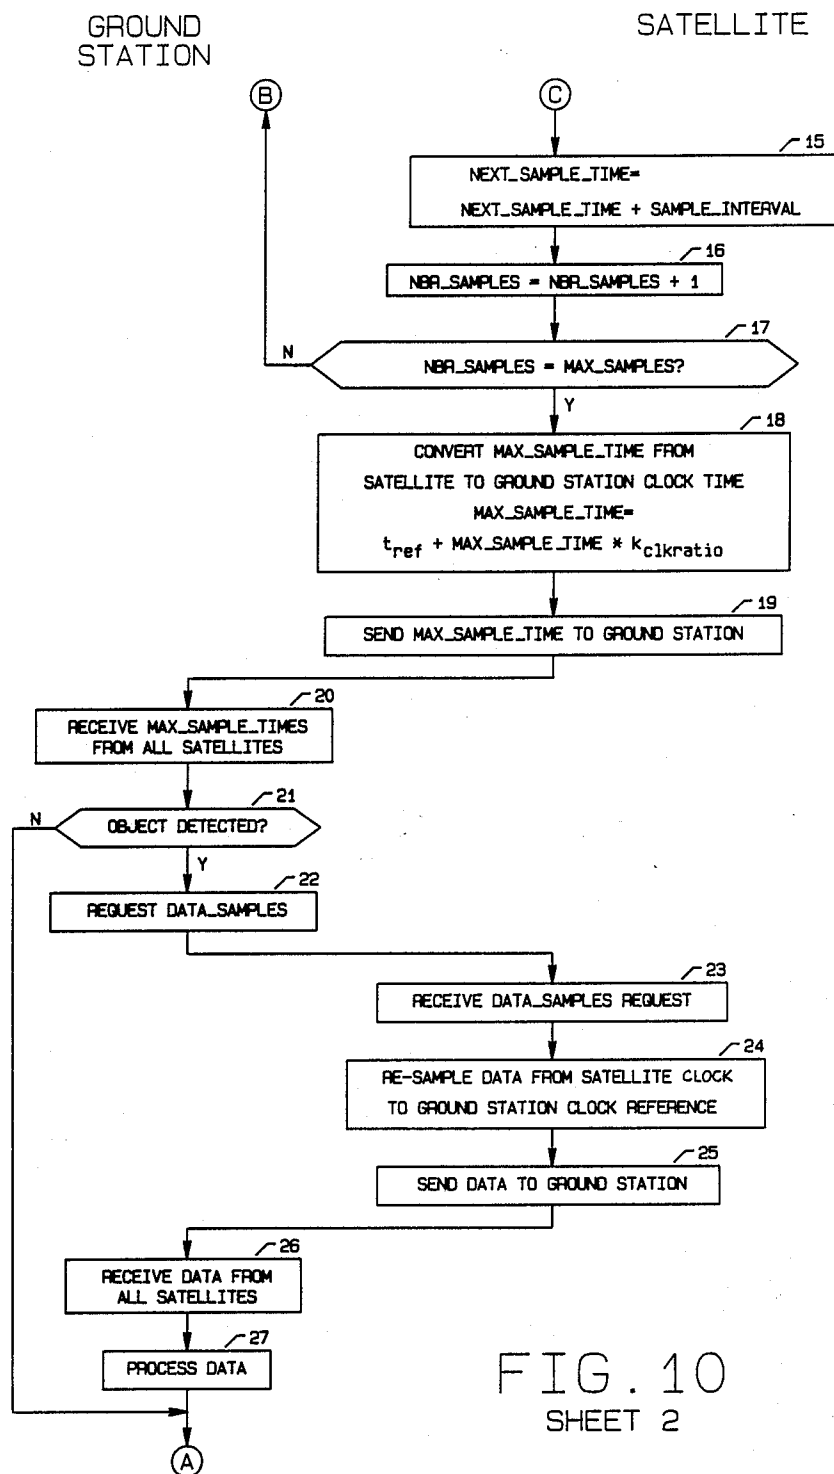 GROUND
STATION
SATELLITE
B
C
15
NEXT_SAMPLE_TIME=
NEXT_SAMPLE_TIME + SAMPLE_INTERVAL
16
NBR_SAMPLES = NBR_SAMPLES + 1
17
NBR_SAMPLES = MAX_SAMPLES?
N
Y
18
CONVERT MAX_SAMPLE_TIME FROM
SATELLITE TO GROUND STATION CLOCK TIME
MAX_SAMPLE_TIME=
t_ref + MAX_SAMPLE_TIME * k_clkratio
19
SEND MAX_SAMPLE_TIME TO GROUND STATION
20
RECEIVE MAX_SAMPLE_TIMES
FROM ALL SATELLITES
21
OBJECT DETECTED?
N
Y
22
REQUEST DATA_SAMPLES
23
RECEIVE DATA_SAMPLES REQUEST
24
RE-SAMPLE DATA FROM SATELLITE CLOCK
TO GROUND STATION CLOCK REFERENCE
25
SEND DATA TO GROUND STATION
26
RECEIVE DATA FROM
ALL SATELLITES
27
PROCESS DATA
A
FIG. 10
SHEET 2